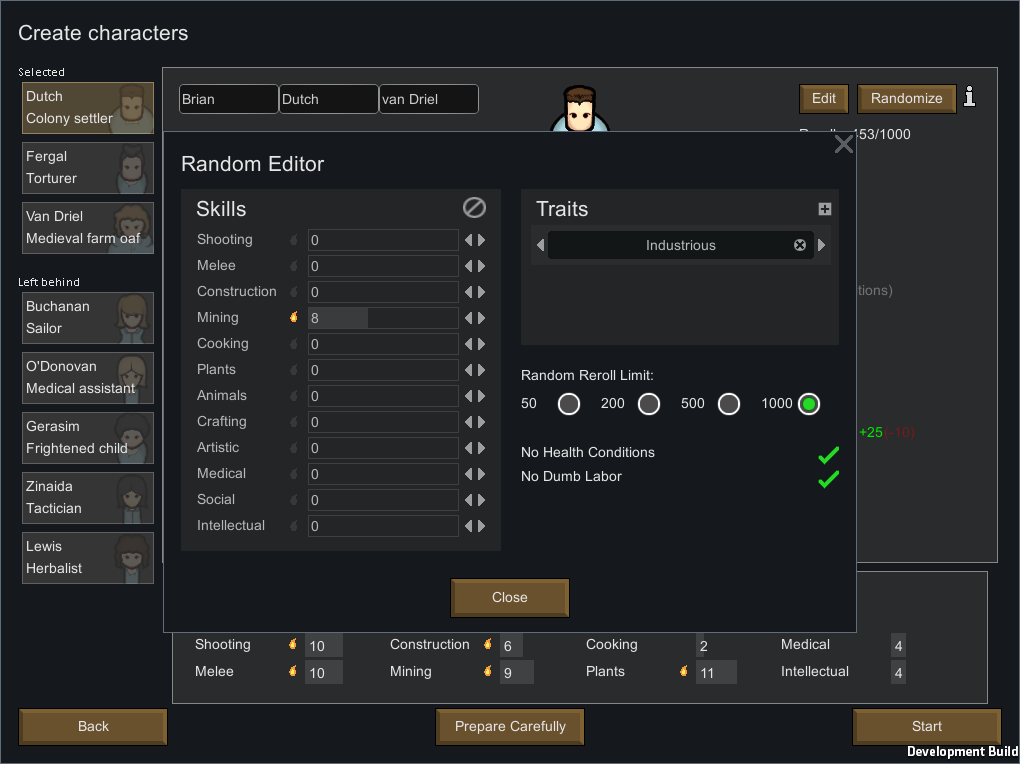 Create characters
Selected
Dutch
Colony settler
Fergal
Torturer
Van Driel
Medieval farm oaf
Left behind
Buchanan
Sailor
O'Donovan
Medical assistant
Gerasim
Frightened child
Zinaida
Tactician
Lewis
Herbalist
Brian Dutch van Driel
Edit Randomize
53/1000
Random Editor
Skills
Shooting 0
Melee 0
Construction 0
Mining 8
Cooking 0
Plants 0
Animals 0
Crafting 0
Artistic 0
Medical 0
Social 0
Intellectual 0
Traits
Industrious
Random Reroll Limit:
50 200 500 1000
No Health Conditions
No Dumb Labor
tions)
+25 (-10)
Close
Shooting 10 Construction 6 Cooking 2 Medical 4
Melee 10 Mining 9 Plants 11 Intellectual 4
Back Prepare Carefully Start
Development Build